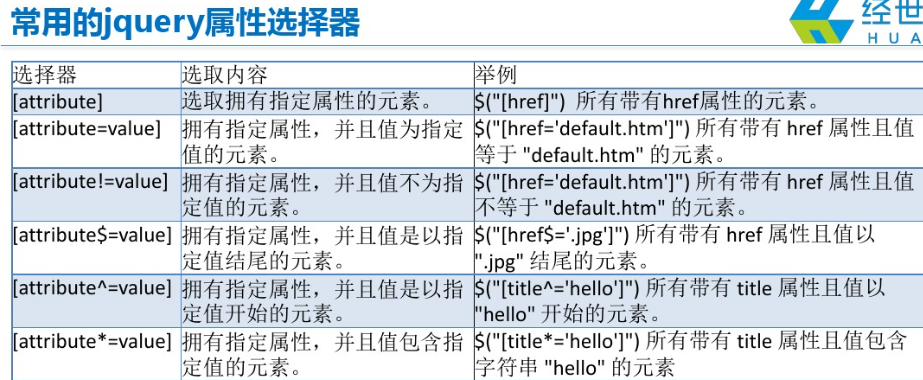 常用的jquery属性选择器
经世
HUA
选择器 选取内容 举例
[attribute] 选取拥有指定属性的元素。 $("[href]") 所有带有href属性的元素。
[attribute=value] 拥有指定属性，并且值为指定 $("[href='default.htm']") 所有带有 href 属性且值
值的元素。 等于 "default.htm" 的元素。
[attribute!=value] 拥有指定属性，并且值不为指 $("[href='default.htm']") 所有带有 href 属性且值
定值的元素。 不等于 "default.htm" 的元素。
[attribute$=value] 拥有指定属性，并且值是以指 $("[href$='.jpg']") 所有带有 href 属性且值以
定值结尾的元素。 ".jpg" 结尾的元素。
[attribute^=value] 拥有指定属性，并且值是以指 $("[title^='hello']") 所有带有 title 属性且值以
定值开始的元素。 "hello" 开始的元素。
[attribute*=value] 拥有指定属性，并且值包含指 $("[title*='hello']") 所有带有 title 属性且值包含
定值的元素。 字符串 "hello" 的元素